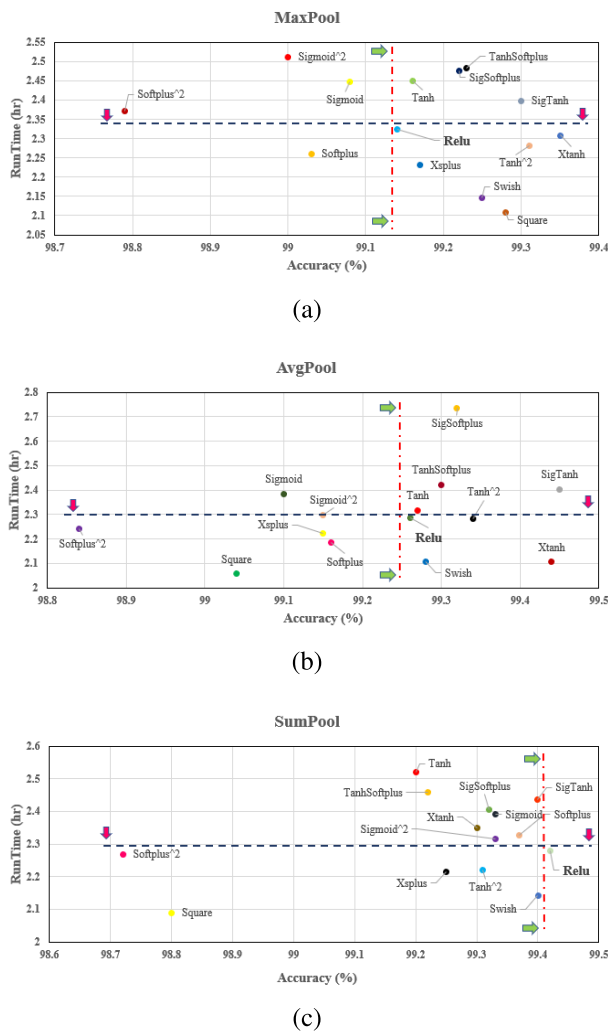 MaxPool
2.55
2.5
2.45
2.4
2.35
2.3
2.25
2.2
2.15
2.1
2.05
RunTime (hr)
Sigmoid^2
TanhSoftplus
SigSoftplus
Softplus^2
Sigmoid
Tanh
SigTanh
Relu
Softplus
Xsplus
Tanh^2
Xtanh
Swish
Square
98.7 98.8 98.9 99 99.1 99.2 99.3 99.4
Accuracy (%)
(a)
AvgPool
2.8
2.7
2.6
2.5
2.4
2.3
2.2
2.1
2
RunTime (hr)
SigSoftplus
Sigmoid
TanhSoftplus
SigTanh
Sigmoid^2
Tanh
Tanh^2
Softplus^2
Xsplus
Relu
Square
Softplus
Swish
Xtanh
98.8 98.9 99 99.1 99.2 99.3 99.4 99.5
Accuracy (%)
(b)
SumPool
2.6
2.5
2.4
2.3
2.2
2.1
2
RunTime (hr)
Tanh
TanhSoftplus
SigSoftplus
SigTanh
Xtanh
Sigmoid
Softplus
Sigmoid^2
Softplus^2
Relu
Xsplus
Tanh^2
Swish
Square
98.6 98.7 98.8 98.9 99 99.1 99.2 99.3 99.4 99.5
Accuracy (%)
(c)